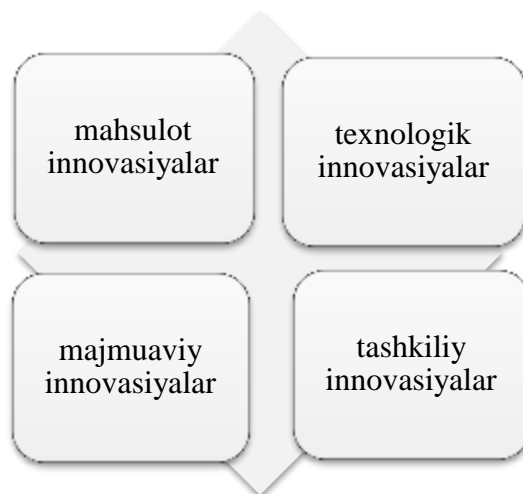 mahsulot
innovasiyalar
texnologik
innovasiyalar
majmuaviy
innovasiyalar
tashkiliy
innovasiyalar